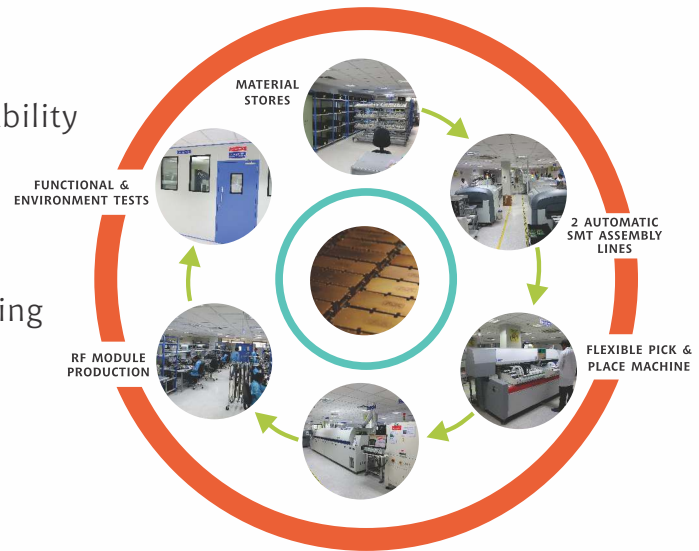 bility
ing
MATERIAL
STORES
2 AUTOMATIC
SMT ASSEMBLY
LINES
FLEXIBLE PICK &
PLACE MACHINE
RF MODULE
PRODUCTION
FUNCTIONAL &
ENVIRONMENT TESTS